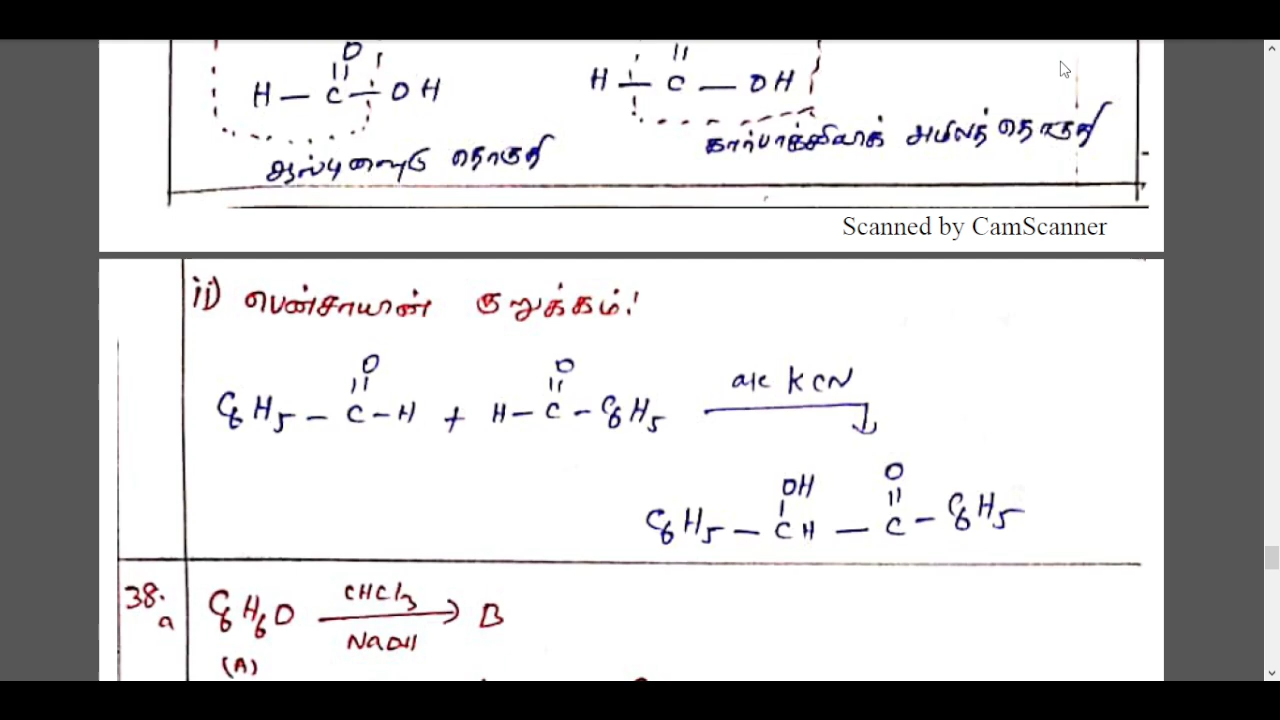 O
H — C — OH    H — C — OH
ஆல்டிஹைடு தொகுதி    கார்பாக்சிலிக் அமிலத் தொகுதி
Scanned by CamScanner
ii) பென்சாயான் குறுக்கம்!
O    O
C6H5 — C — H + H — C — C6H5    alc KCN
OH    O
C6H5 — CH — C — C6H5
38. a    C6H6O    CHCl3    B
NaOH
(A)